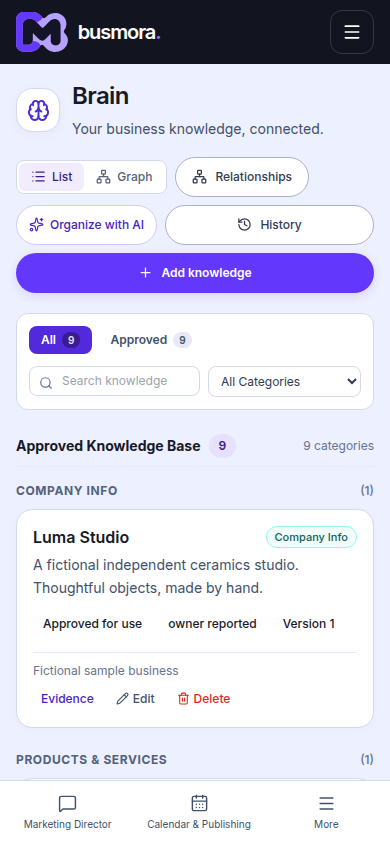 busmora.
Brain
Your business knowledge, connected.
List
Graph
Relationships
Organize with AI
History
Add knowledge
All 9
Approved 9
Search knowledge
All Categories
Approved Knowledge Base 9
9 categories
COMPANY INFO (1)
Luma Studio
Company Info
A fictional independent ceramics studio.
Thoughtful objects, made by hand.
Approved for use
owner reported
Version 1
Fictional sample business
Evidence
Edit
Delete
PRODUCTS & SERVICES (1)
Marketing Director
Calendar & Publishing
More